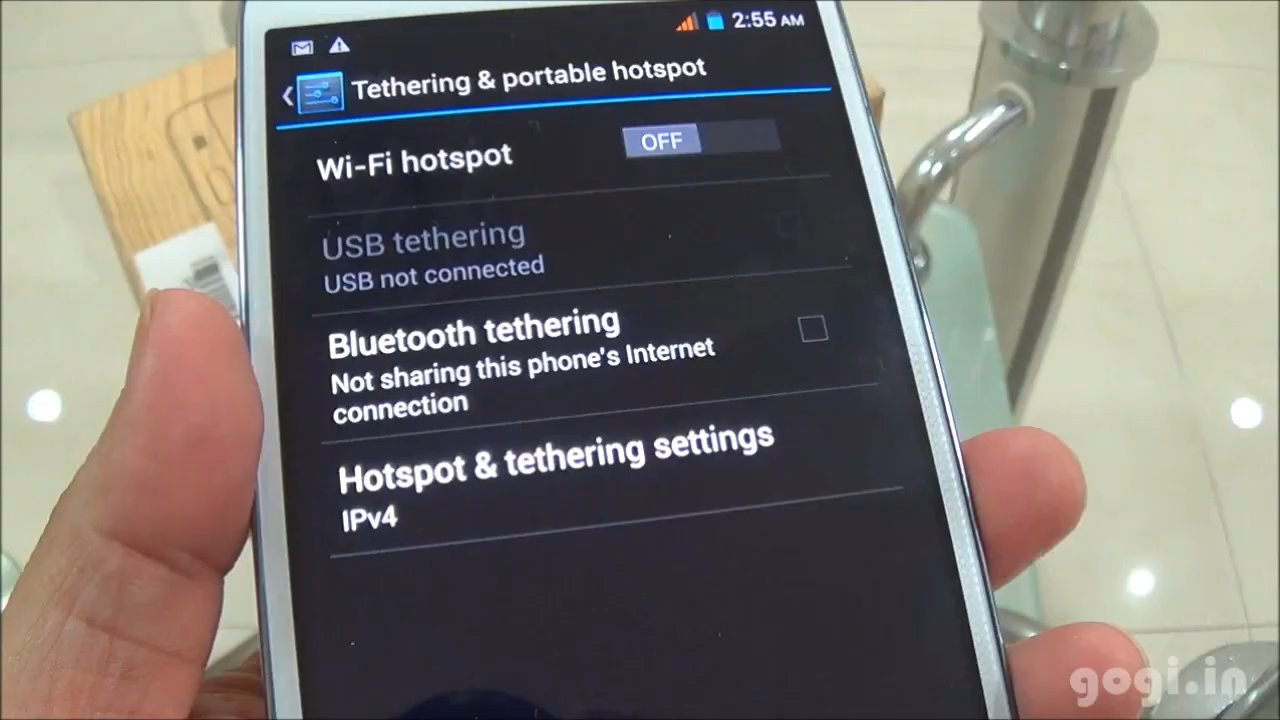 2:55 AM
Tethering & portable hotspot
Wi-Fi hotspot
OFF
USB tethering
USB not connected
Bluetooth tethering
Not sharing this phone's Internet
connection
Hotspot & tethering settings
IPv4
gogi.in